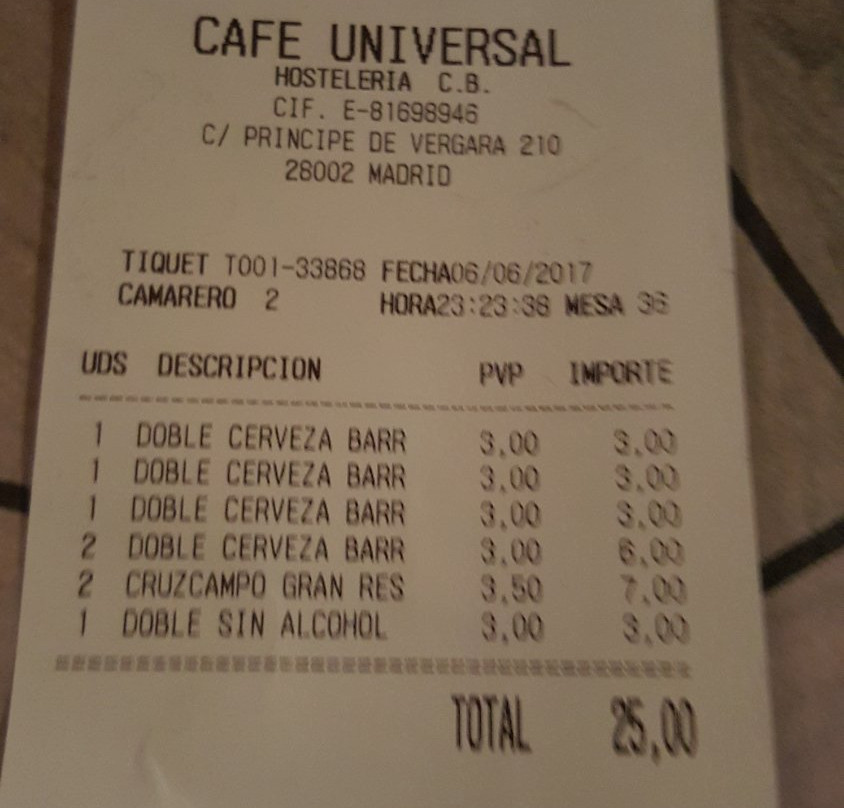 CAFE UNIVERSAL
HOSTELERIA C.B.
CIF. E-81698946
C/ PRINCIPE DE VERGARA 210
28002 MADRID
TIQUET T001-33868 FECHA06/06/2017
CAMARERO 2 HORA23:23:36 MESA 36
UDS DESCRIPCION PVP IMPORTE
1 DOBLE CERVEZA BARR 3,00 3,00
1 DOBLE CERVEZA BARR 3,00 3,00
1 DOBLE CERVEZA BARR 3,00 3,00
2 DOBLE CERVEZA BARR 3,00 6,00
2 CRUZCAMPO GRAN RES 3,50 7,00
1 DOBLE SIN ALCOHOL 3,00 3,00
TOTAL 25,00